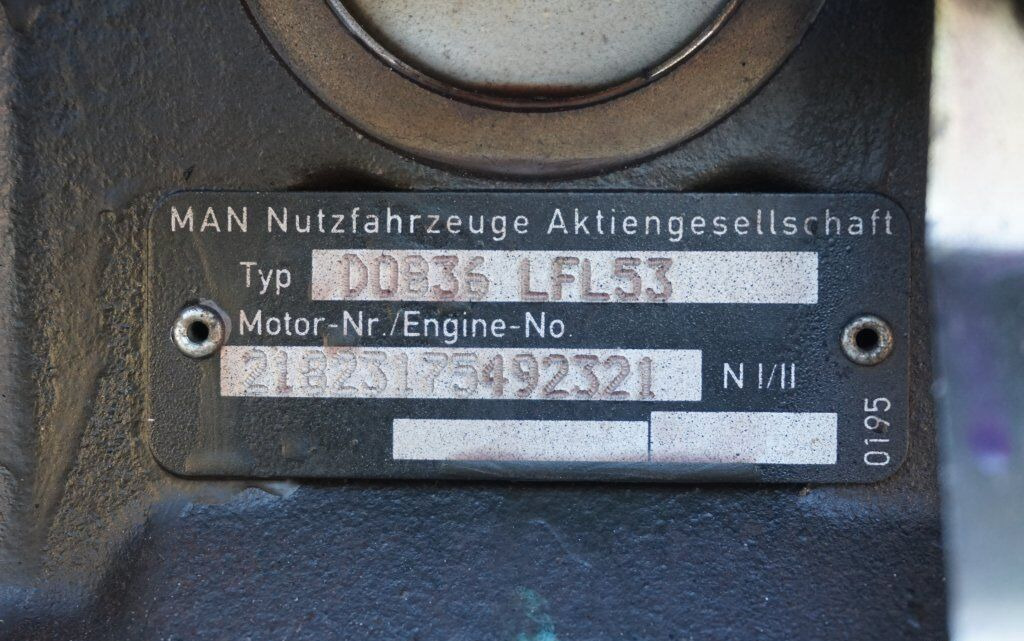 MAN Nutzfahrzeuge Aktiengesellschaft
Typ D0836 LFL53
Motor-Nr./Engine-No.
21823175492321 N I/II
0195